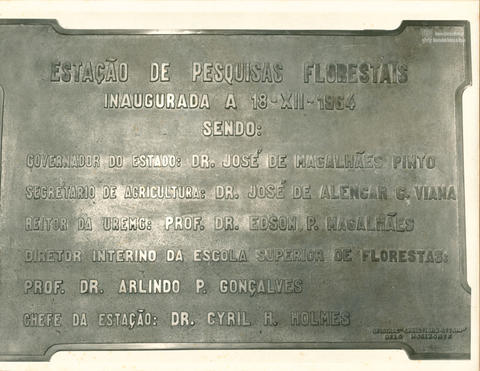 ESTAÇÃO DE PESQUISAS FLORESTAIS
INAUGURADA A 18-XII-1964
SENDO:
GOVERNADOR DO ESTADO: DR. JOSÉ DE MAGALHÃES PINTO
SECRETÁRIO DE AGRICULTURA: DR. JOSÉ DE ALENCAR C. VIANA
REITOR DA UREMG: PROF. DR. EDSON P. MAGALHÃES
DIRETOR INTERINO DA ESCOLA SUPERIOR DE FLORESTAS:
PROF. DR. ARLINDO P. GONÇALVES
CHEFE DA ESTAÇÃO: DR. CYRIL H. HOLMES
BELO HORIZONTE